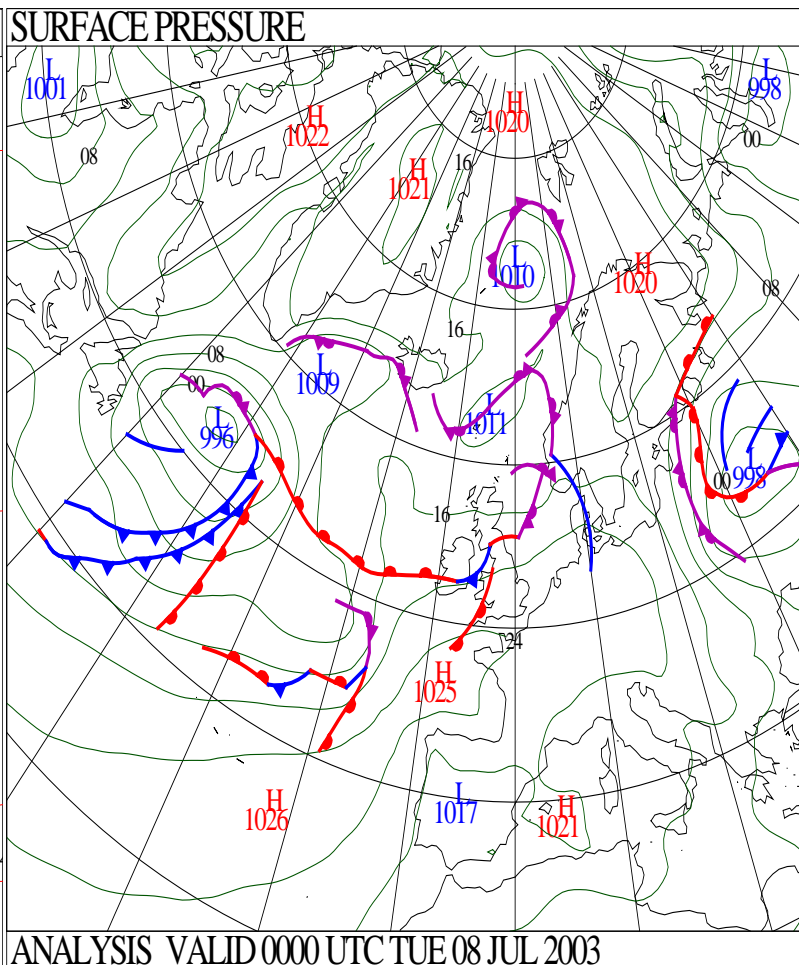 SURFACE PRESSURE
L
1001
L
998
H
1020
H
1022
00
08
16
H
1021
L
1010
H
1020
08
16
08
L
1009
00
L
1011
L
996
L
998
00
16
24
H
1025
H
1026
L
1017
H
1021
ANALYSIS VALID 0000 UTC TUE 08 JUL 2003